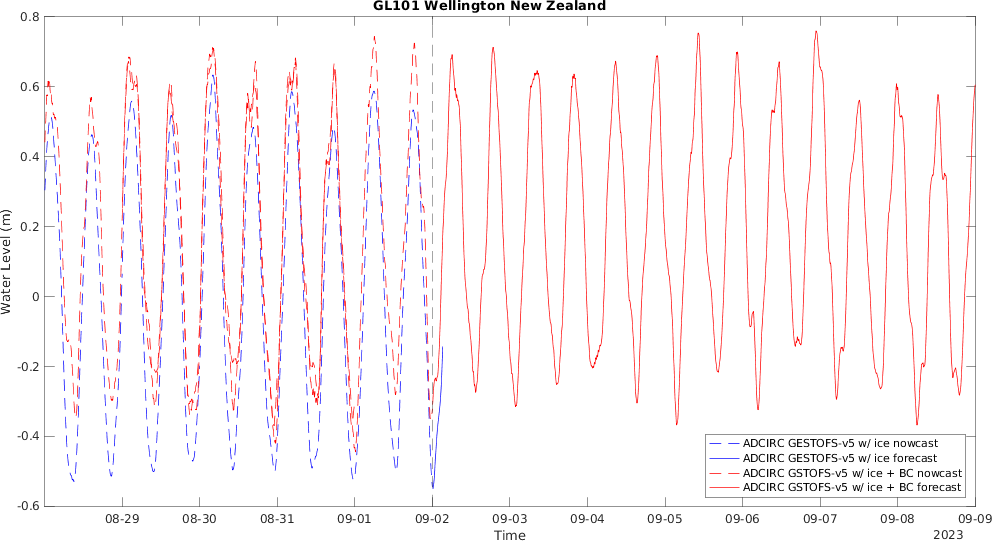 GL101 Wellington New Zealand
0.8
0.6
0.4
0.2
0
-0.2
-0.4
-0.6
Water Level (m)
ADCIRC GESTOFS-v5 w/ ice nowcast
ADCIRC GESTOFS-v5 w/ ice forecast
ADCIRC GSTOFS-v5 w/ ice + BC nowcast
ADCIRC GSTOFS-v5 w/ ice + BC forecast
08-29 08-30 08-31 09-01 09-02 09-03 09-04 09-05 09-06 09-07 09-08 09-09
Time
2023